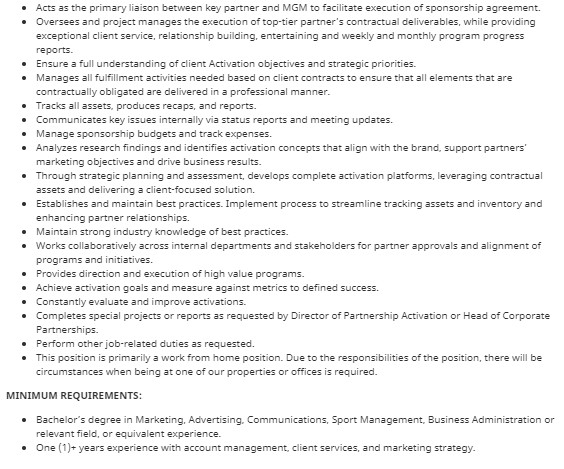 • Acts as the primary liaison between key partner and MGM to facilitate execution of sponsorship agreement.
• Oversees and project manages the execution of top-tier partner's contractual deliverables, while providing
exceptional client service, relationship building, entertaining and weekly and monthly program progress
reports.
• Ensure a full understanding of client Activation objectives and strategic priorities.
• Manages all fulfillment activities needed based on client contracts to ensure that all elements that are
contractually obligated are delivered in a professional manner.
• Tracks all assets, produces recaps, and reports.
• Communicates key issues internally via status reports and meeting updates.
• Manage sponsorship budgets and track expenses.
• Analyzes research findings and identifies activation concepts that align with the brand, support partners'
marketing objectives and drive business results.
• Through strategic planning and assessment, develops complete activation platforms, leveraging contractual
assets and delivering a client-focused solution.
• Establishes and maintain best practices. Implement process to streamline tracking assets and inventory and
enhancing partner relationships.
• Maintain strong industry knowledge of best practices.
• Works collaboratively across internal departments and stakeholders for partner approvals and alignment of
programs and initiatives.
• Provides direction and execution of high value programs.
• Achieve activation goals and measure against metrics to defined success.
• Constantly evaluate and improve activations.
• Completes special projects or reports as requested by Director of Partnership Activation or Head of Corporate
Partnerships.
• Perform other job-related duties as requested.
• This position is primarily a work from home position. Due to the responsibilities of the position, there will be
circumstances when being at one of our properties or offices is required.
MINIMUM REQUIREMENTS:
• Bachelor's degree in Marketing, Advertising, Communications, Sport Management, Business Administration or
relevant field, or equivalent experience.
• One (1)+ years experience with account management, client services, and marketing strategy.